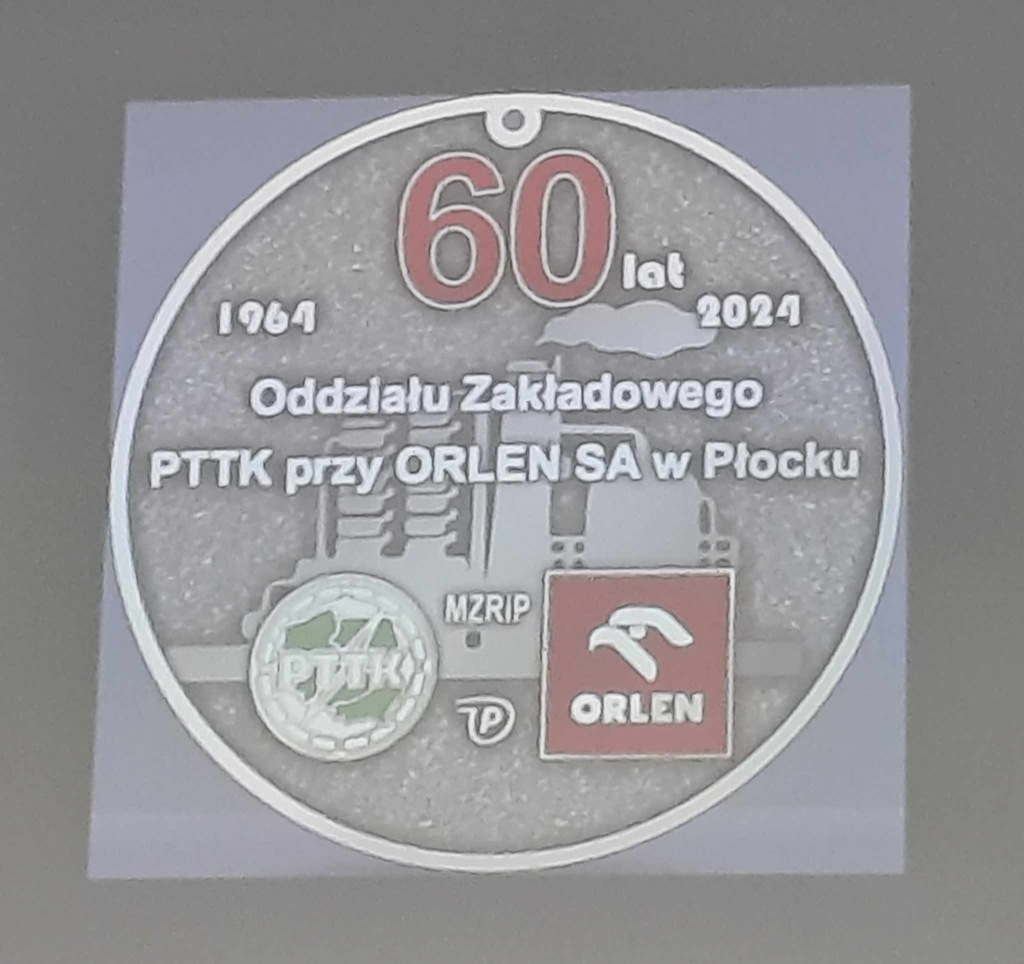 60 lat
1964 2024
Oddziału Zakładowego
PTTK przy ORLEN SA w Płocku
MZRIP
PTTK
ORLEN